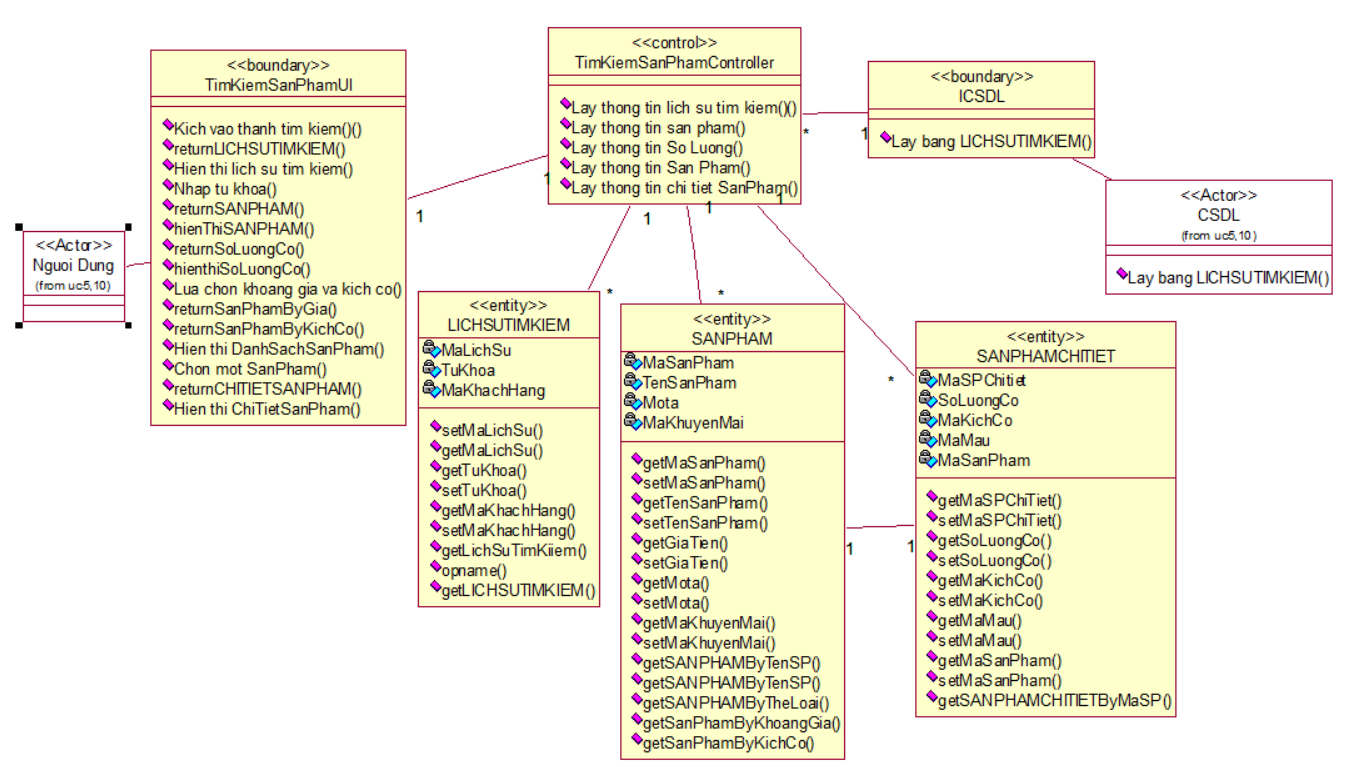 <<Actor>>
Nguoi Dung
(from uc5,10)
<<boundary>>
TimKiemSanPhamUI
Kich vao thanh tim kiem()()
returnLICHSUTIMKIEM()
Hien thi lich su tim kiem()
Nhap tu khoa()
returnSANPHAM()
hienThiSANPHAM()
returnSoLuongCo()
hienthiSoLuongCo()
Lua chon khoang gia va kich co()
returnSanPhamByGia()
returnSanPhamByKichCo()
Hien thi DanhSachSanPham()
Chon mot SanPham()
returnCHITIETSANPHAM()
Hien thi ChiTietSanPham()
1
1
<<control>>
TimKiemSanPhamController
Lay thong tin lich su tim kiem()()
Lay thong tin san pham()
Lay thong tin So Luong()
Lay thong tin San Pham()
Lay thong tin chi tiet SanPham()
*
1
<<boundary>>
ICSDL
Lay bang LICHSUTIMKIEM()
<<Actor>>
CSDL
(from uc5,10)
Lay bang LICHSUTIMKIEM()
1
1
1
*
*
*
<<entity>>
LICHSUTIMKIEM
MaLichSu
TuKhoa
MaKhachHang
setMaLichSu()
getMaLichSu()
getTuKhoa()
setTuKhoa()
getMaKhachHang()
setMaKhachHang()
getLichSuTimKiiem()
opname()
getLICHSUTIMKIEM()
<<entity>>
SANPHAM
MaSanPham
TenSanPham
Mota
MaKhuyenMai
getMaSanPham()
setMaSanPham()
getTenSanPham()
setTenSanPham()
getGiaTien()
setGiaTien()
getMota()
setMota()
getMaKhuyenMai()
setMaKhuyenMai()
getSANPHAMByTenSP()
getSANPHAMByTenSP()
getSANPHAMByTheLoai()
getSanPhamByKhoangGia()
getSanPhamByKichCo()
1
1
<<entity>>
SANPHAMCHITIET
MaSPChitiet
SoLuongCo
MaKichCo
MaMau
MaSanPham
getMaSPChiTiet()
setMaSPChiTiet()
getSoLuongCo()
setSoLuongCo()
getMaKichCo()
setMaKichCo()
getMaMau()
setMaMau()
getMaSanPham()
setMaSanPham()
getSANPHAMCHITIETByMaSP()